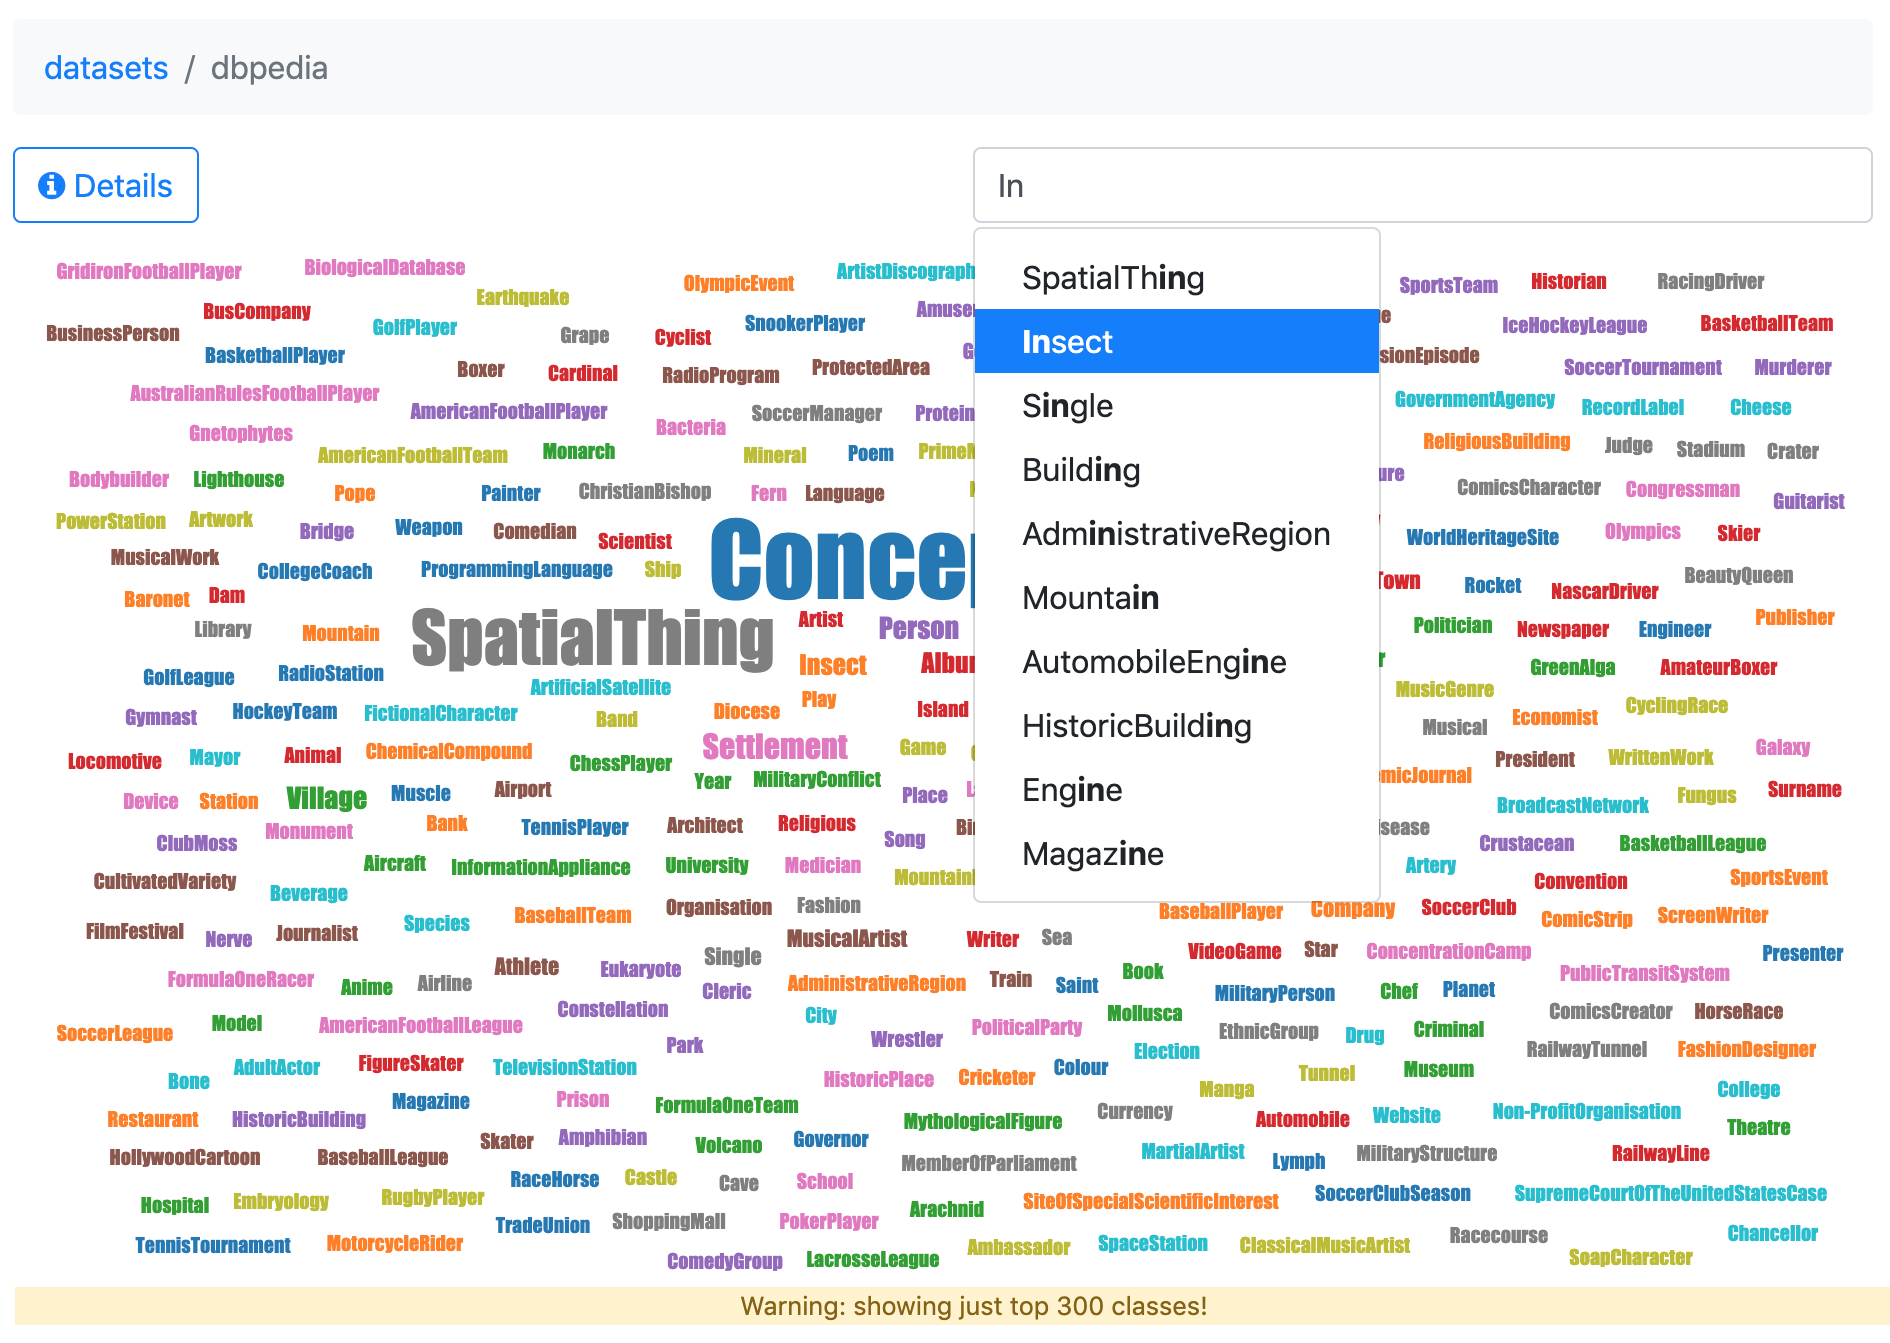 datasets / dbpedia
Details
In
SpatialThing
Insect
Single
Building
AdministrativeRegion
Mountain
AutomobileEngine
HistoricBuilding
Engine
Magazine
GridironFootballPlayer BiologicalDatabase OlympicEvent ArtistDiscograph SportsTeam Historian RacingDriver
Earthquake
BusCompany Amuse IceHockeyLeague BasketballTeam
BusinessPerson GolfPlayer Grape Cyclist SnookerPlayer
BasketballPlayer sionEpisode
Boxer Cardinal RadioProgram ProtectedArea SoccerTournament Murderer
AustralianRulesFootballPlayer GovernmentAgency RecordLabel Cheese
AmericanFootballPlayer SoccerManager Protein
Gnetophytes Bacteria ReligiousBuilding Judge Stadium Crater
AmericanFootballTeam Monarch Mineral Poem Prime
Bodybuilder Lighthouse ure
Pope Painter ChristianBishop Fern Language ComicsCharacter Congressman Guitarist
PowerStation Artwork
Bridge Weapon Comedian Scientist WorldHeritageSite Olympics Skier
MusicalWork Concep
CollegeCoach ProgrammingLanguage Ship Town Rocket NascarDriver BeautyQueen
Baronet Dam
Library Mountain SpatialThing Artist Person Politician Newspaper Engineer Publisher
GolfLeague RadioStation Insect Album GreenAlga AmateurBoxer
ArtificialSatellite MusicGenre
Gymnast HockeyTeam FictionalCharacter Band Diocese Play Island Musical Economist CyclingRace
Locomotive Mayor Animal ChemicalCompound ChessPlayer Settlement Game President WrittenWork Galaxy
Year MilitaryConflict micJournal
Device Station Village Muscle Airport Place BroadcastNetwork Fungus Surname
ClubMoss Monument Bank TennisPlayer Architect Religious Song Bi isease Crustacean BasketballLeague
Aircraft InformationAppliance University Medician Artery
CultivatedVariety Mountain Convention SportsEvent
Beverage Organisation Fashion
FilmFestival Species BaseballTeam BaseballPlayer Company SoccerClub ComicStrip ScreenWriter
Nerve Journalist MusicalArtist Writer Sea VideoGame Star ConcentrationCamp Presenter
FormulaOneRacer Anime Airline Athlete Eukaryote Single Book PublicTransitSystem
Cleric AdministrativeRegion Train Saint MilitaryPerson Chef Planet
SoccerLeague Model AmericanFootballLeague Constellation City Mollusca ComicsCreator HorseRace
Park Wrestler PoliticalParty EthnicGroup Drug Criminal
Bone AdultActor FigureSkater TelevisionStation Election RailwayTunnel FashionDesigner
HistoricPlace Cricketer Colour Tunnel Museum
Restaurant HistoricBuilding Magazine Prison FormulaOneTeam Manga College
MythologicalFigure Currency Automobile Website Non-ProfitOrganisation Theatre
HollywoodCartoon BaseballLeague Skater Amphibian Volcano Governor
MemberOfParliament MartialArtist Lymph MilitaryStructure RailwayLine
Hospital Embryology RugbyPlayer RaceHorse Castle Cave School
Arachnid SiteOfSpecialScientificInterest SoccerClubSeason SupremeCourtOfTheUnitedStatesCase
TennisTournament MotorcycleRider TradeUnion ShoppingMall PokerPlayer
ComedyGroup LacrosseLeague Ambassador SpaceStation ClassicalMusicArtist Racecourse SoapCharacter Chancellor
Warning: showing just top 300 classes!